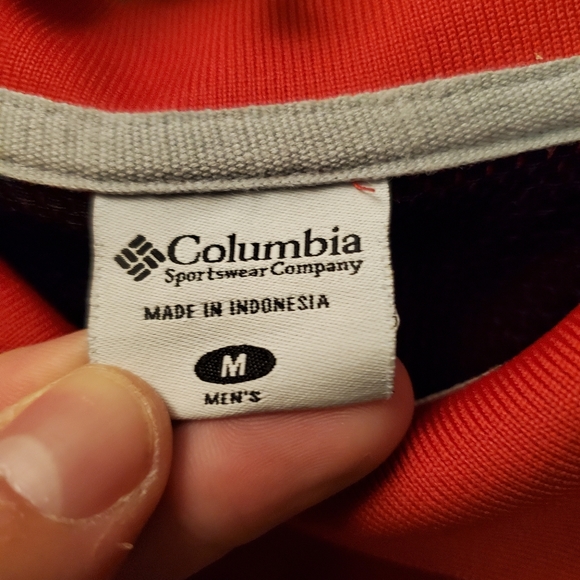 Columbia
Sportswear Company
MADE IN INDONESIA
M
MEN'S